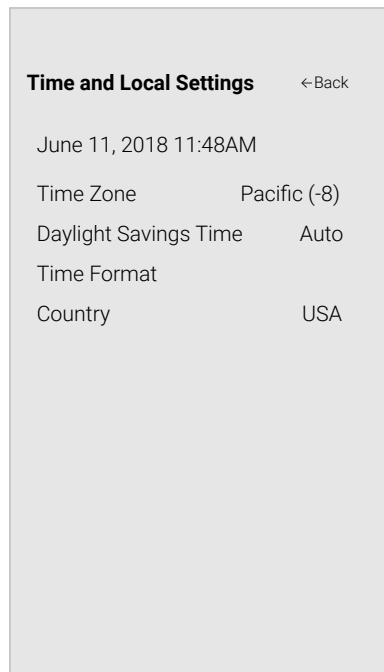 Time and Local Settings ←Back
June 11, 2018 11:48AM
Time Zone Pacific (-8)
Daylight Savings Time Auto
Time Format
Country USA